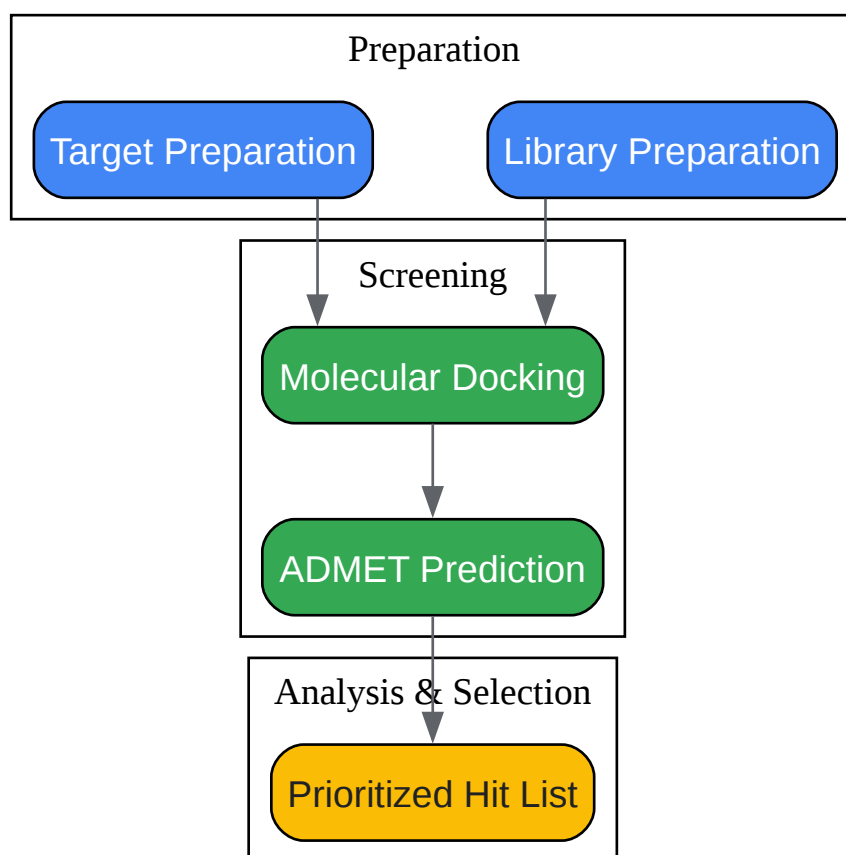 Preparation
Target Preparation
Library Preparation
Screening
Molecular Docking
ADMET Prediction
Analysis & Selection
Prioritized Hit List